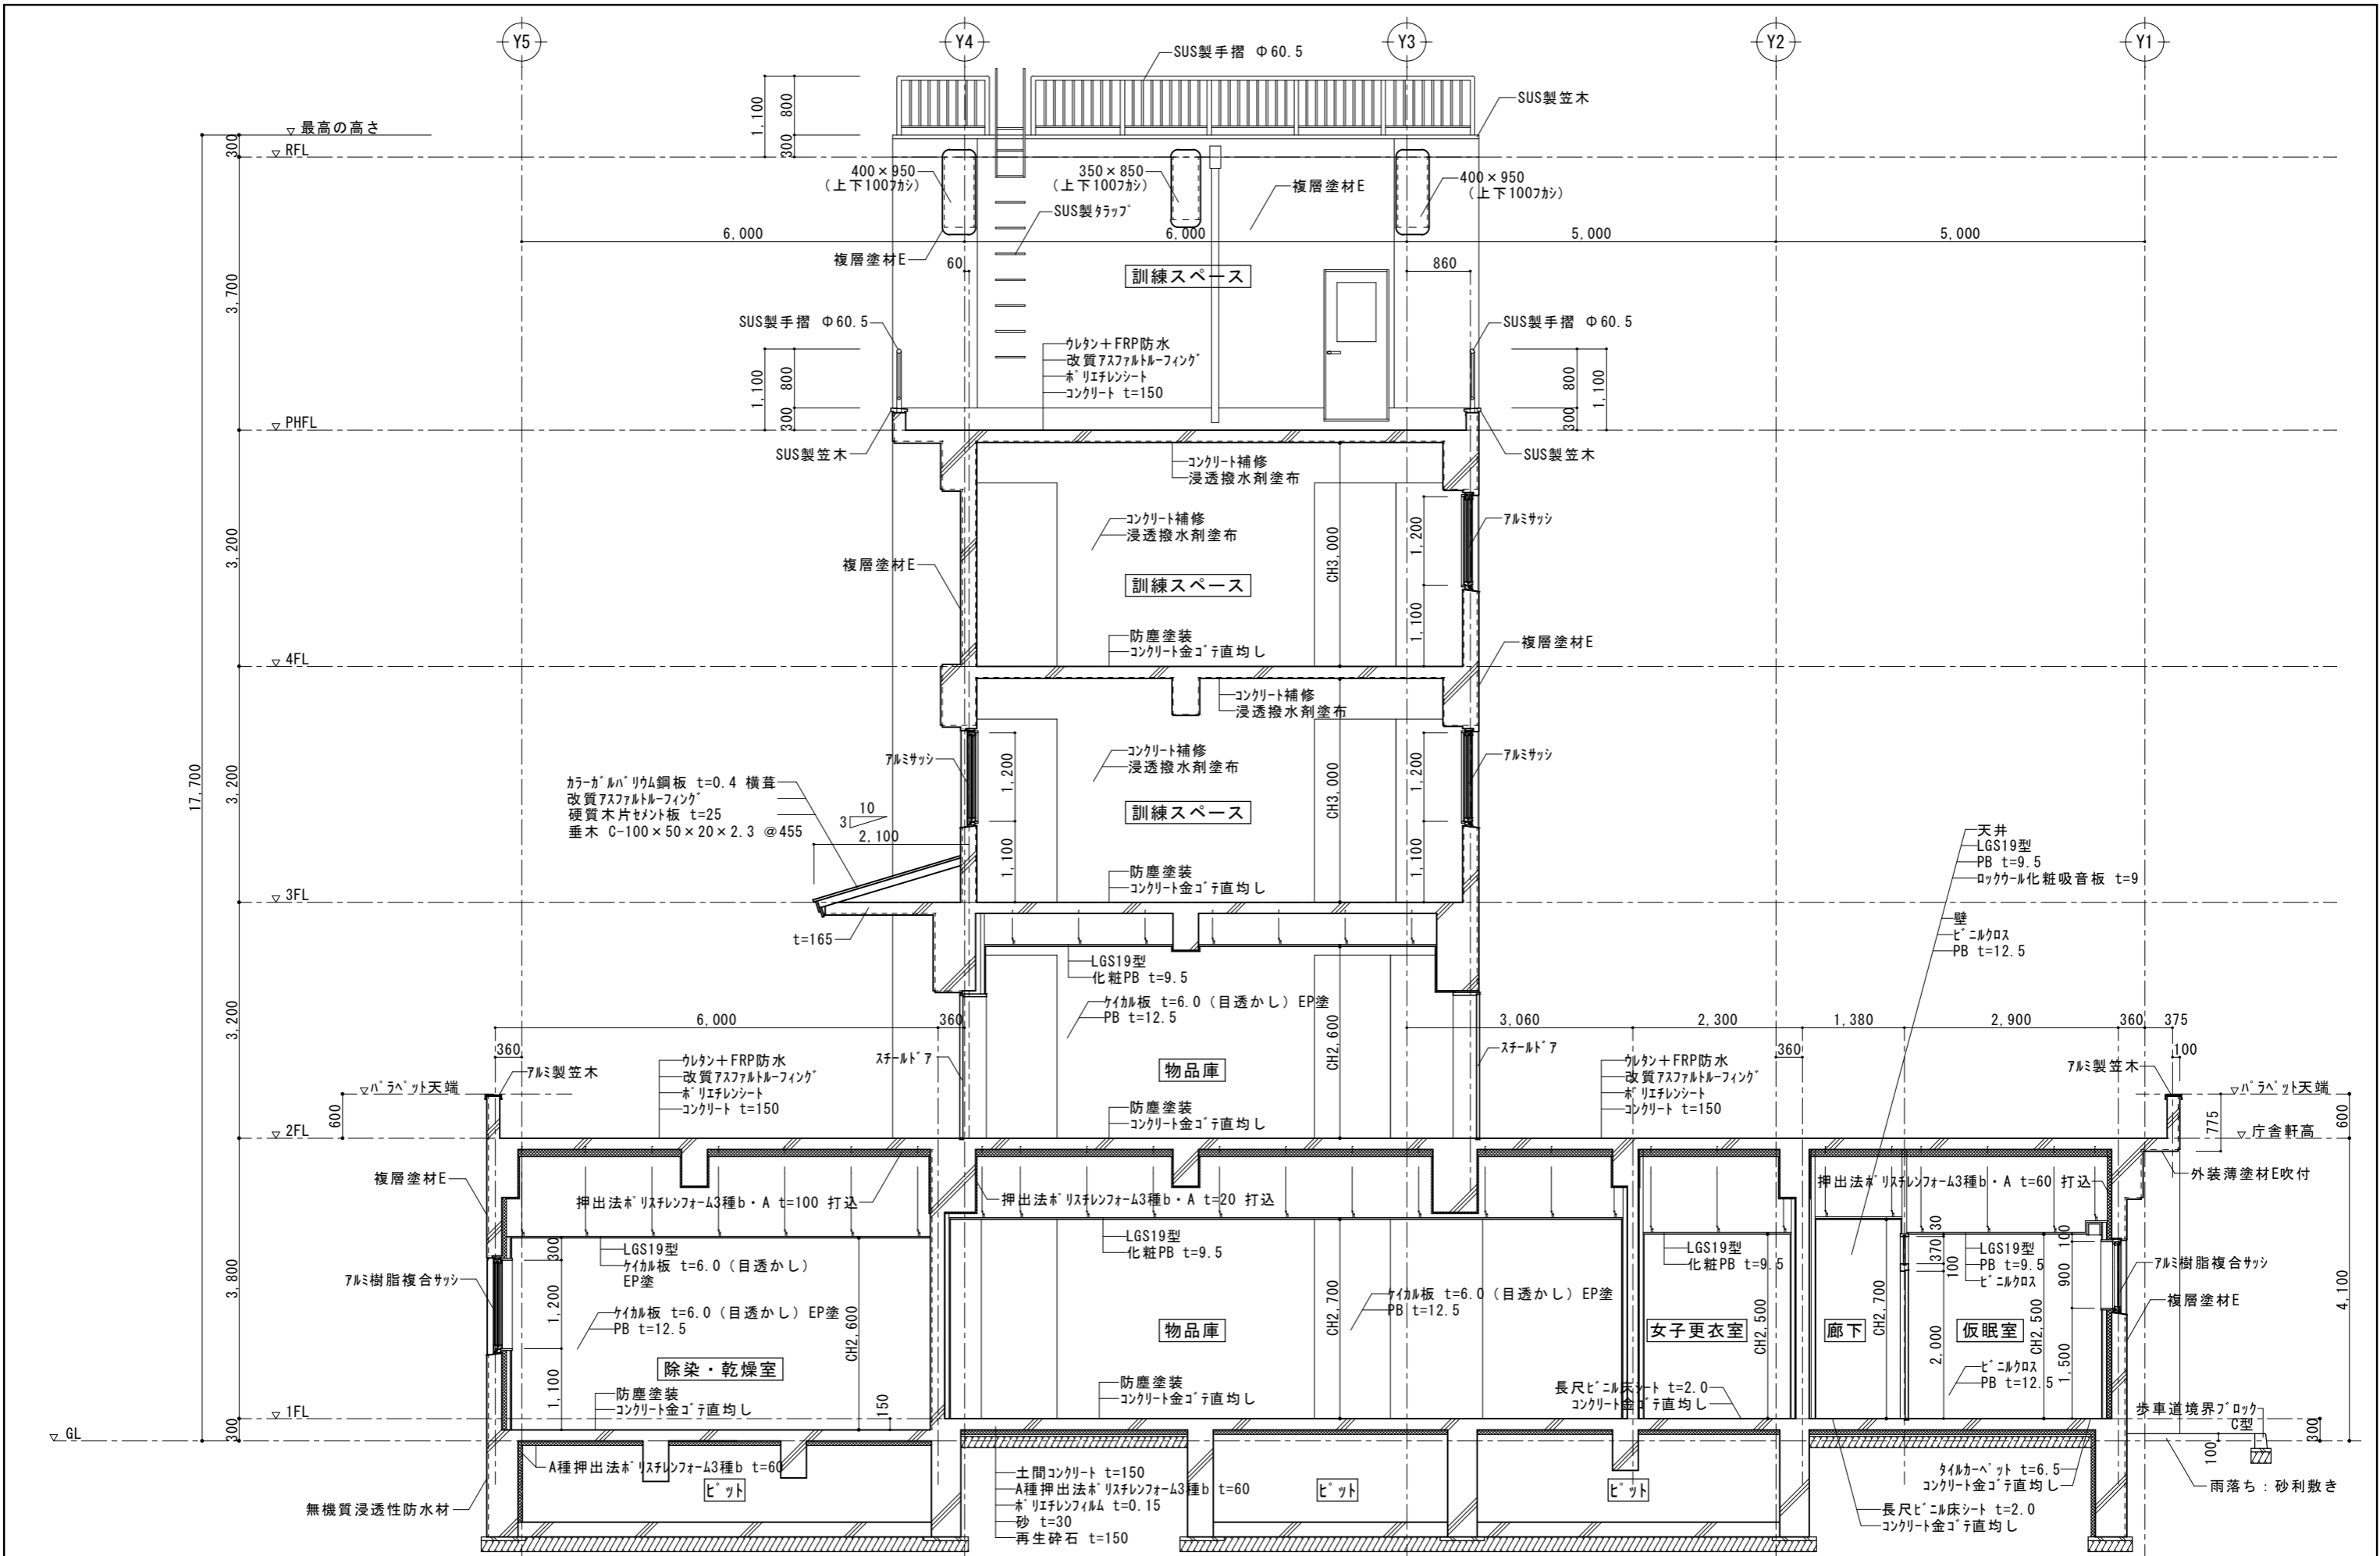 Y5
Y4
Y3
Y2
Y1
SUS製手摺 Φ60.5
SUS製笠木
1,100
800
300
▽ 最高の高さ
300
▽ RFL
400×950
(上下100ﾌｶｼ)
350×850
(上下100ﾌｶｼ)
複層塗材E
400×950
(上下100ﾌｶｼ)
SUS製ﾀﾗｯﾌﾟ
6,000
6,000
5,000
5,000
複層塗材E
60
訓練スペース
860
3,700
SUS製手摺 Φ60.5
SUS製手摺 Φ60.5
ｳﾚﾀﾝ＋FRP防水
改質ｱｽﾌｧﾙﾄﾙｰﾌｨﾝｸﾞ
ﾎﾟﾘｴﾁﾚﾝｼｰﾄ
ｺﾝｸﾘｰﾄ t=150
1,100
800
300
800
300
1,100
▽ PHFL
SUS製笠木
SUS製笠木
ｺﾝｸﾘｰﾄ補修
浸透撥水剤塗布
ｺﾝｸﾘｰﾄ補修
浸透撥水剤塗布
CH3,000
1,200
1,100
ｱﾙﾐｻｯｼ
3,200
複層塗材E
訓練スペース
防塵塗装
ｺﾝｸﾘｰﾄ金ｺﾞﾃ直均し
複層塗材E
▽ 4FL
ｺﾝｸﾘｰﾄ補修
浸透撥水剤塗布
ｱﾙﾐｻｯｼ
ｺﾝｸﾘｰﾄ補修
浸透撥水剤塗布
ｱﾙﾐｻｯｼ
1,200
1,100
CH3,000
1,200
1,100
17,700
3,200
ｶﾗｰｶﾞﾙﾊﾞﾘｳﾑ鋼板 t=0.4 横葺
改質ｱｽﾌｧﾙﾄﾙｰﾌｨﾝｸﾞ
硬質木片ｾﾒﾝﾄ板 t=25
垂木 C-100×50×20×2.3 @455
10
3
2,100
訓練スペース
防塵塗装
ｺﾝｸﾘｰﾄ金ｺﾞﾃ直均し
天井
LGS19型
PB t=9.5
ﾛｯｸｳｰﾙ化粧吸音板 t=9
▽ 3FL
t=165
壁
ﾋﾞﾆﾙｸﾛｽ
PB t=12.5
LGS19型
化粧PB t=9.5
ｹｲｶﾙ板 t=6.0（目透かし）EP塗
PB t=12.5
CH2,600
3,200
6,000
360
3,060
2,300
1,380
2,900
360
375
360
360
100
ｽﾁｰﾙﾄﾞｱ
ｽﾁｰﾙﾄﾞｱ
物品庫
ｱﾙﾐ製笠木
ｳﾚﾀﾝ＋FRP防水
改質ｱｽﾌｧﾙﾄﾙｰﾌｨﾝｸﾞ
ﾎﾟﾘｴﾁﾚﾝｼｰﾄ
ｺﾝｸﾘｰﾄ t=150
防塵塗装
ｺﾝｸﾘｰﾄ金ｺﾞﾃ直均し
ｳﾚﾀﾝ＋FRP防水
改質ｱｽﾌｧﾙﾄﾙｰﾌｨﾝｸﾞ
ﾎﾟﾘｴﾁﾚﾝｼｰﾄ
ｺﾝｸﾘｰﾄ t=150
ｱﾙﾐ製笠木
▽ﾊﾟﾗﾍﾟｯﾄ天端
600
▽ﾊﾟﾗﾍﾟｯﾄ天端
775
600
▽ 2FL
▽ 庁舎軒高
複層塗材E
押出法ﾎﾟﾘｽﾁﾚﾝﾌｫｰﾑ3種b・A t=100 打込
押出法ﾎﾟﾘｽﾁﾚﾝﾌｫｰﾑ3種b・A t=20 打込
押出法ﾎﾟﾘｽﾁﾚﾝﾌｫｰﾑ3種b・A t=60 打込
外装薄塗材E吹付
LGS19型
ｹｲｶﾙ板 t=6.0（目透かし）
EP塗
LGS19型
化粧PB t=9.5
LGS19型
化粧PB t=9.5
LGS19型
PB t=9.5
ﾋﾞﾆﾙｸﾛｽ
ｱﾙﾐ樹脂複合ｻｯｼ
ｱﾙﾐ樹脂複合ｻｯｼ
複層塗材E
300
1,200
1,100
ｹｲｶﾙ板 t=6.0（目透かし）EP塗
PB t=12.5
CH2,600
ｹｲｶﾙ板 t=6.0（目透かし）EP塗
PB t=12.5
CH2,700
CH2,500
CH2,700
30
370
100
2,000
CH2,500
100
900
1,500
3,800
4,100
除染・乾燥室
物品庫
女子更衣室
廊下
仮眠室
ﾋﾞﾆﾙｸﾛｽ
PB t=12.5
防塵塗装
ｺﾝｸﾘｰﾄ金ｺﾞﾃ直均し
150
防塵塗装
ｺﾝｸﾘｰﾄ金ｺﾞﾃ直均し
長尺ﾋﾞﾆﾙ床ｼｰﾄ t=2.0
ｺﾝｸﾘｰﾄ金ｺﾞﾃ直均し
歩車道境界ﾌﾞﾛｯｸ
C型
▽ 1FL
300
▽ GL
100
300
A種押出法ﾎﾟﾘｽﾁﾚﾝﾌｫｰﾑ3種b t=60
ﾋﾟｯﾄ
ﾋﾟｯﾄ
ﾋﾟｯﾄ
土間ｺﾝｸﾘｰﾄ t=150
A種押出法ﾎﾟﾘｽﾁﾚﾝﾌｫｰﾑ3種b t=60
ﾎﾟﾘｴﾁﾚﾝﾌｨﾙﾑ t=0.15
砂 t=30
再生砕石 t=150
無機質浸透性防水材
ﾀｲﾙｶｰﾍﾟｯﾄ t=6.5
ｺﾝｸﾘｰﾄ金ｺﾞﾃ直均し
雨落ち：砂利敷き
長尺ﾋﾞﾆﾙ床ｼｰﾄ t=2.0
ｺﾝｸﾘｰﾄ金ｺﾞﾃ直均し